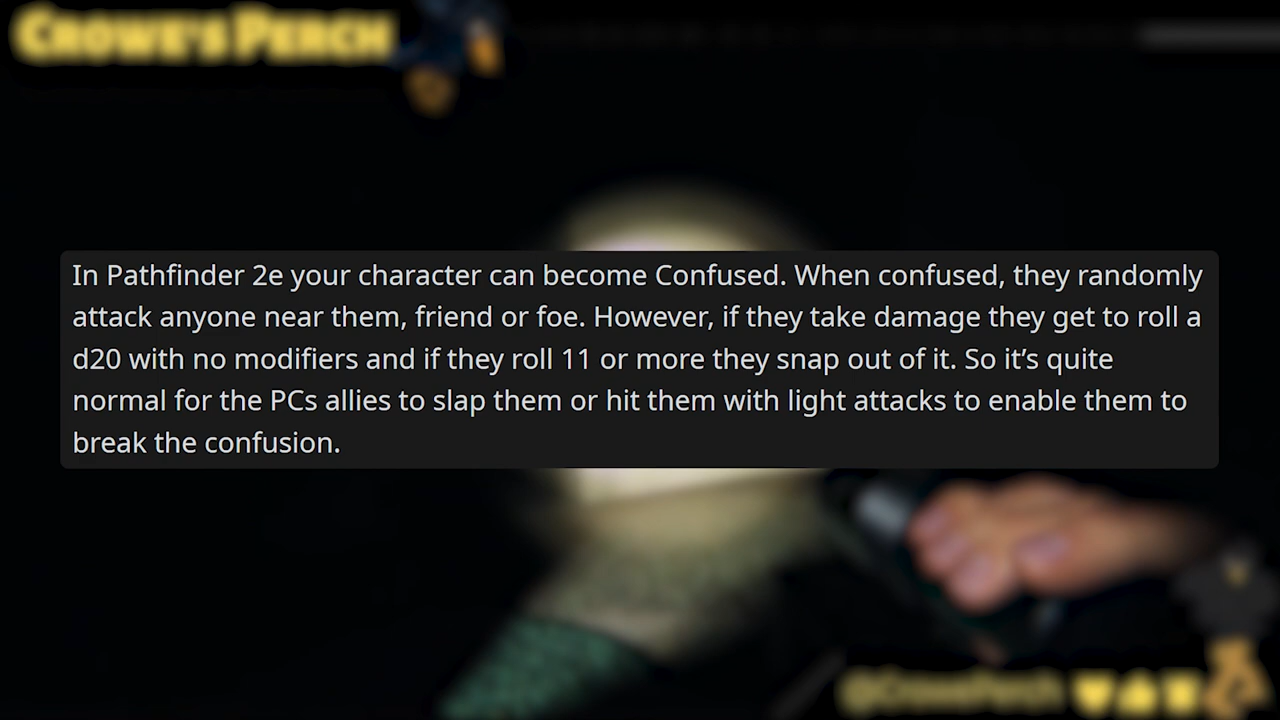 CROWE'S PERCH
In Pathfinder 2e your character can become Confused. When confused, they randomly
attack anyone near them, friend or foe. However, if they take damage they get to roll a
d20 with no modifiers and if they roll 11 or more they snap out of it. So it’s quite
normal for the PCs allies to slap them or hit them with light attacks to enable them to
break the confusion.
@CrowsPerch